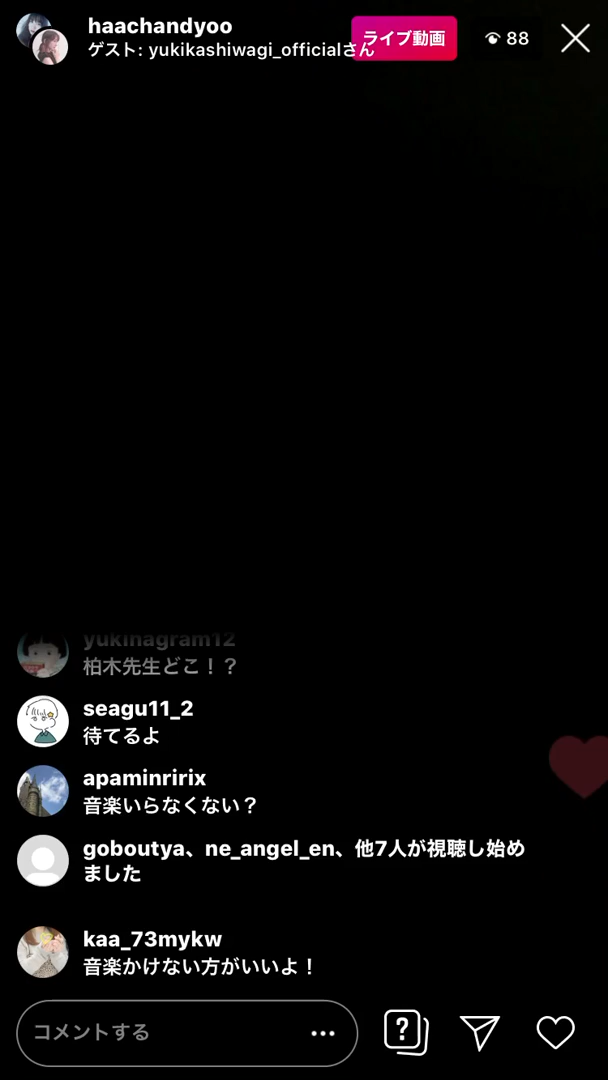 haachandyoo
ゲスト: yukikashiwagi_officialさん
ライブ動画
88
yukinagram12
柏木先生どこ！？
seagu11_2
待てるよ
apaminririx
音楽いらなくない？
goboutya、ne_angel_en、他7人が視聴し始め
ました
kaa_73mykw
音楽かけない方がいいよ！
コメントする